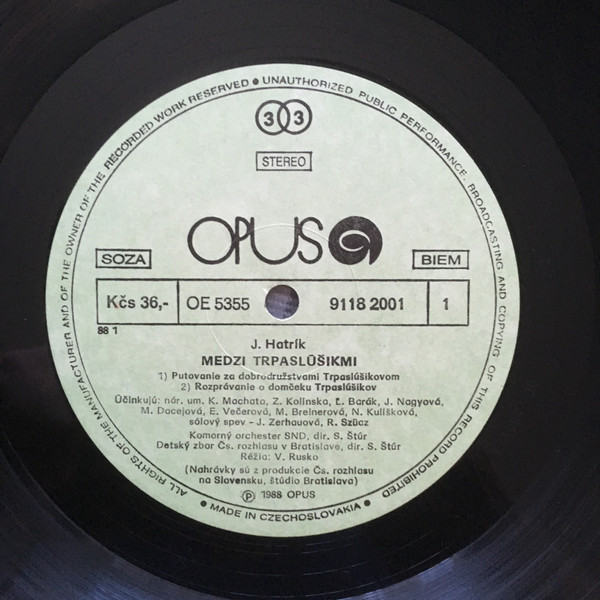 ALL RIGHTS OF THE MANUFACTURER AND OF THE OWNER OF THE RECORDED WORK RESERVED ● UNAUTHORIZED PUBLIC PERFORMANCE, BROADCASTING AND COPYING OF THIS RECORD PROHIBITED
● MADE IN CZECHOSLOVAKIA ●
33
STEREO
OPUS
SOZA
BIEM
Kčs 36,- OE 5355 9118 2001 1
88 1
J. Hatrík
MEDZI TRPASLÚŠIKMI
1) Putovanie za dobrodružstvami Trpaslúšikovom
2) Rozprávanie o domčeku Trpaslúšikov
Účinkujú: nár. um. K. Machata, Z. Kolinska, Ľ. Barák, J. Nagyová,
M. Dacejová, E. Večerová, M. Breinerová, N. Kulíšková,
sólový spev - J. Zerhauová, R. Szücz
Komorný orchester SND, dir. S. Štúr
Detský zbor Čs. rozhlasu v Bratislave, dir. S. Štúr
Réžia: V. Rusko
(Nahrávky sú z produkcie Čs. rozhlasu
na Slovensku, štúdio Bratislava)
Ⓟ 1988 OPUS